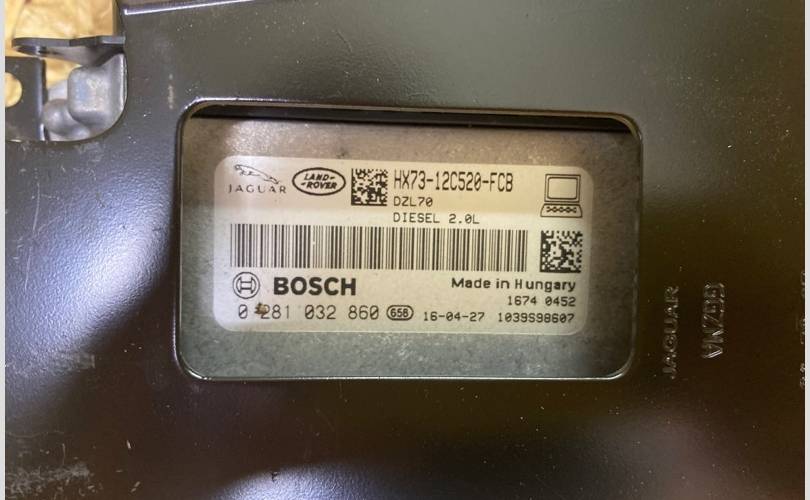 JAGUAR
LAND-
-ROVER
HX73-12C520-FCB
DZL70
DIESEL 2.0L
BOSCH
Made in Hungary
1674 0452
0 281 032 860 658 16-04-27 1039S98607
JAGUAR